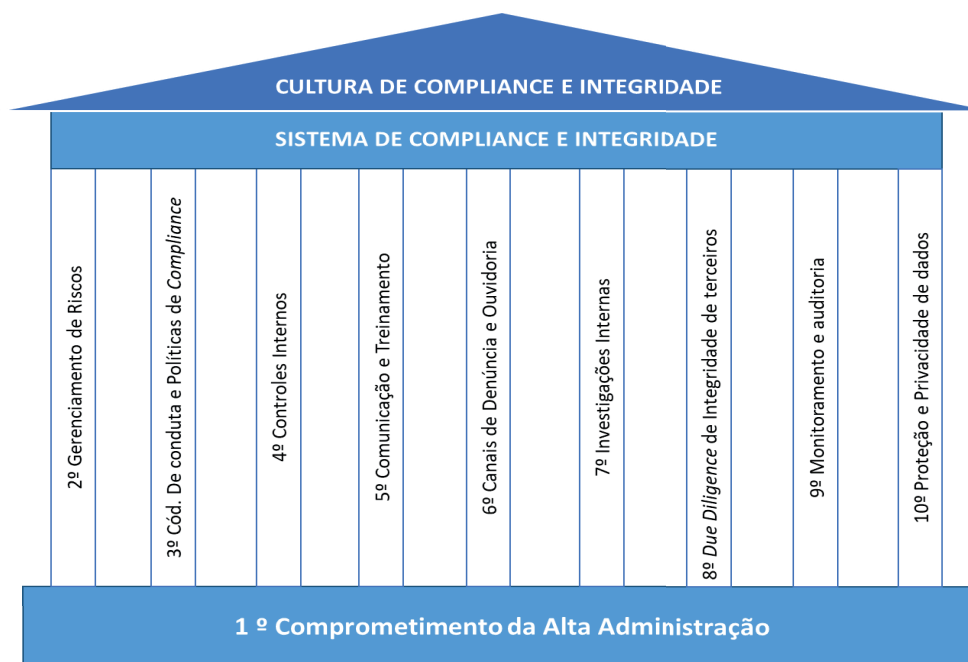 CULTURA DE COMPLIANCE E INTEGRIDADE
SISTEMA DE COMPLIANCE E INTEGRIDADE
2º Gerenciamento de Riscos
3º Cód. De conduta e Políticas de Compliance
4º Controles Internos
5º Comunicação e Treinamento
6º Canais de Denúncia e Ouvidoria
7º Investigações Internas
8º Due Diligence de Integridade de terceiros
9º Monitoramento e auditoria
10º Proteção e Privacidade de dados
1 º Comprometimento da Alta Administração